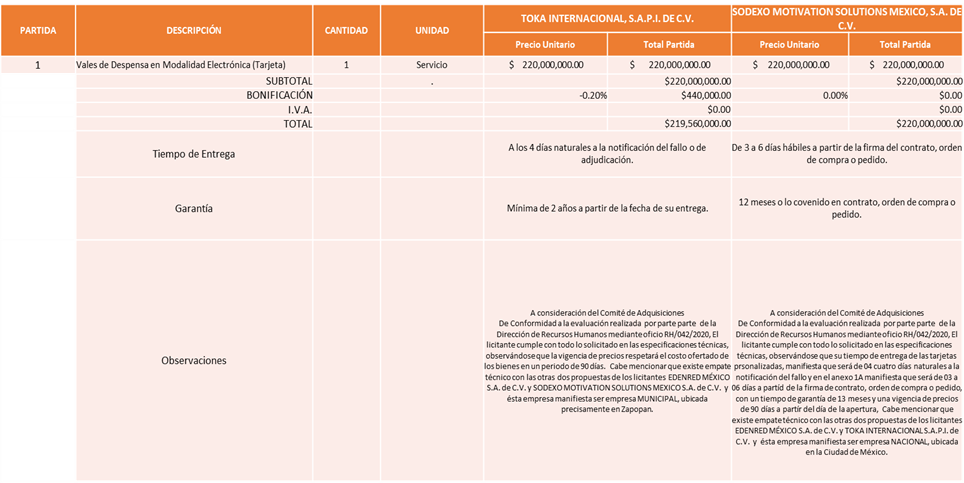 PARTIDA
DESCRIPCIÓN
CANTIDAD
UNIDAD
TOKA INTERNACIONAL, S.A.P.I. DE C.V.
SODEXO MOTIVATION SOLUTIONS MEXICO, S.A. DE
C.V.
Precio Unitario
Total Partida
Precio Unitario
Total Partida
1
Vales de Despensa en Modalidad Electrónica (Tarjeta)
1
Servicio
$ 220,000,000.00
$ 220,000,000.00
$ 220,000,000.00
$ 220,000,000.00
SUBTOTAL
.
$220,000,000.00
$220,000,000.00
BONIFICACIÓN
-0.20%
$440,000.00
0.00%
$0.00
I.V.A.
$0.00
$0.00
TOTAL
$219,560,000.00
$220,000,000.00
Tiempo de Entrega
A los 4 días naturales a la notificación del fallo o de
adjudicación.
De 3 a 6 días hábiles a partir de la firma del contrato, orden
de compra o pedido.
Garantía
Mínima de 2 años a partir de la fecha de su entrega.
12 meses o lo covenido en contrato, orden de compra o
pedido.
Observaciones
A consideración del Comité de Adquisiciones
De Conformidad a la evaluación realizada por parte parte de la
Dirección de Recursos Humanos mediante oficio RH/042/2020, El
licitante cumple con todo lo solicitado en las especificaciones técnicas,
observándose que la vigencia de precios respetará el costo ofertado de
los bienes en un periodo de 90 días. Cabe mencionar que existe empate
técnico con las otras dos propuestas de los licitantes EDENRED MÉXICO
S.A. de C.V. y SODEXO MOTIVATION SOLUTIONS MEXICO S.A. de C.V. y
ésta empresa manifiesta ser empresa MUNICIPAL, ubicada
precisamente en Zapopan.
A consideración del Comité de Adquisiciones
De Conformidad a la evaluación realizada por parte parte de la
Dirección de Recursos Humanos mediante oficio RH/042/2020, El
licitante cumple con todo lo solicitado en las especificaciones
técnicas, observándose que su tiempo de entrega de las tarjetas
prsonalizadas, manifiesta que será de 04 cuatro días naturales a la
notificación del fallo y en el anexo 1A manifiesta que será de 03 a
06 días a partid de la firma de contrato, orden de compra o pedido,
con un tiempo de garantía de 13 meses y una vigencia de precios
de 90 días a partír del día de la apertura, Cabe mencionar que
existe empate técnico con las otras dos propuestas de los licitantes
EDENRED MÉXICO S.A. de C.V. y TOKA INTERNACIONAL S.A.P.I. de
C.V. y ésta empresa manifiesta ser empresa NACIONAL, ubicada
en la Ciudad de México.